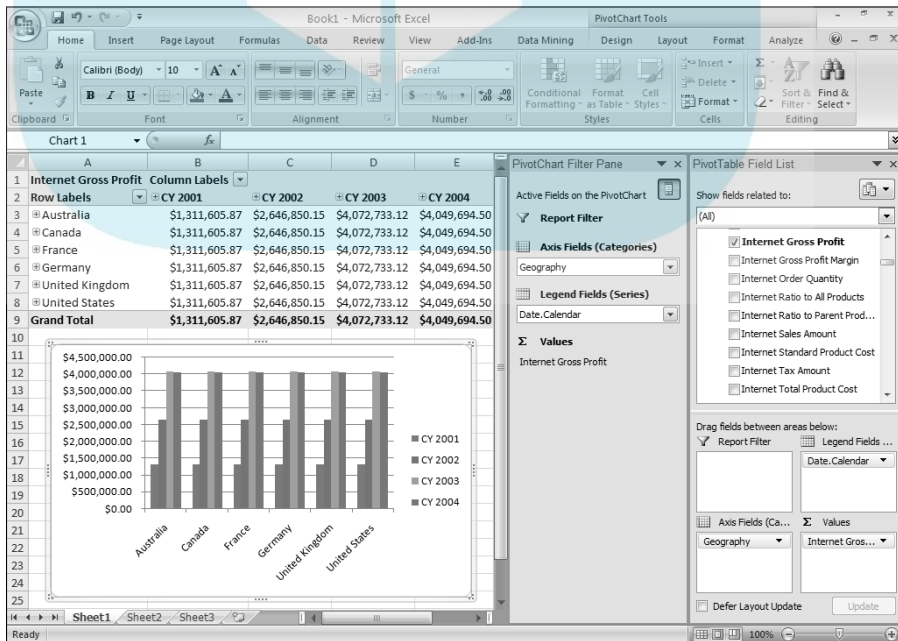 Book1 - Microsoft Excel
PivotChart Tools
Home Insert Page Layout Formulas Data Review View Add-Ins Data Mining Design Layout Format Analyze
Paste
Calibri (Body) 10
B I U
General
$ % ,
Conditional Formatting
Format as Table
Cell Styles
Insert
Delete
Format
Sort & Filter
Find & Select
Clipboard Font Alignment Number Styles Cells Editing
Chart 1 fx
A B C D E
1 Internet Gross Profit Column Labels
2 Row Labels CY 2001 CY 2002 CY 2003 CY 2004
3 Australia $1,311,605.87 $2,646,850.15 $4,072,733.12 $4,049,694.50
4 Canada $1,311,605.87 $2,646,850.15 $4,072,733.12 $4,049,694.50
5 France $1,311,605.87 $2,646,850.15 $4,072,733.12 $4,049,694.50
6 Germany $1,311,605.87 $2,646,850.15 $4,072,733.12 $4,049,694.50
7 United Kingdom $1,311,605.87 $2,646,850.15 $4,072,733.12 $4,049,694.50
8 United States $1,311,605.87 $2,646,850.15 $4,072,733.12 $4,049,694.50
9 Grand Total $1,311,605.87 $2,646,850.15 $4,072,733.12 $4,049,694.50
10
11
12
13
14
15
16
17
18
19
20
21
22
23
24
25
$4,500,000.00
$4,000,000.00
$3,500,000.00
$3,000,000.00
$2,500,000.00
$2,000,000.00
$1,500,000.00
$1,000,000.00
$500,000.00
$0.00
Australia
Canada
France
Germany
United Kingdom
United States
CY 2001
CY 2002
CY 2003
CY 2004
PivotChart Filter Pane
Active Fields on the PivotChart
Report Filter
Axis Fields (Categories)
Geography
Legend Fields (Series)
Date.Calendar
Σ Values
Internet Gross Profit
PivotTable Field List
Show fields related to:
(All)
Internet Gross Profit
Internet Gross Profit Margin
Internet Order Quantity
Internet Ratio to All Products
Internet Ratio to Parent Prod...
Internet Sales Amount
Internet Standard Product Cost
Internet Tax Amount
Internet Total Product Cost
Drag fields between areas below:
Report Filter Legend Fields ...
Date.Calendar
Axis Fields (Ca... Σ Values
Geography Internet Gros...
Defer Layout Update Update
Sheet1 Sheet2 Sheet3
Ready 100%